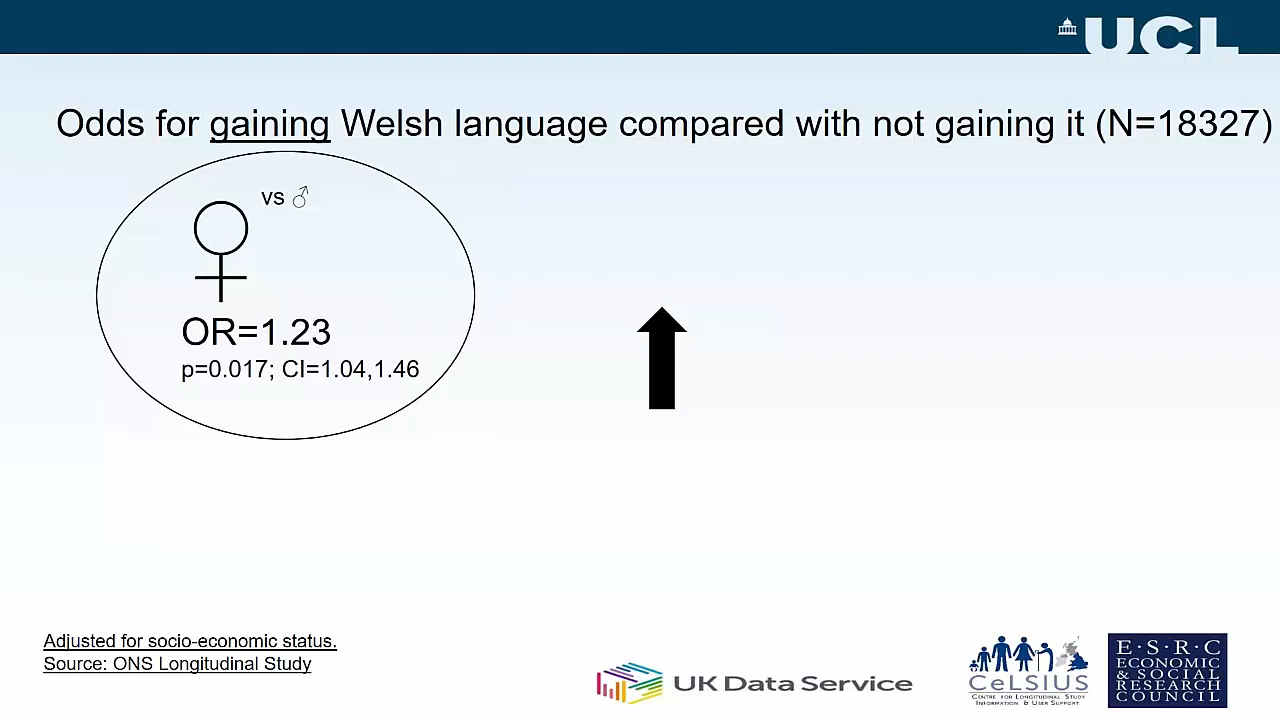 UCL
Odds for gaining Welsh language compared with not gaining it (N=18327)
vs ♂
♀
OR=1.23
p=0.017; CI=1.04,1.46
Adjusted for socio-economic status.
Source: ONS Longitudinal Study
UK Data Service
CeLSIUS
Centre for Longitudinal Study
Information & User Support
E·S·R·C
ECONOMIC
& SOCIAL
RESEARCH
COUNCIL